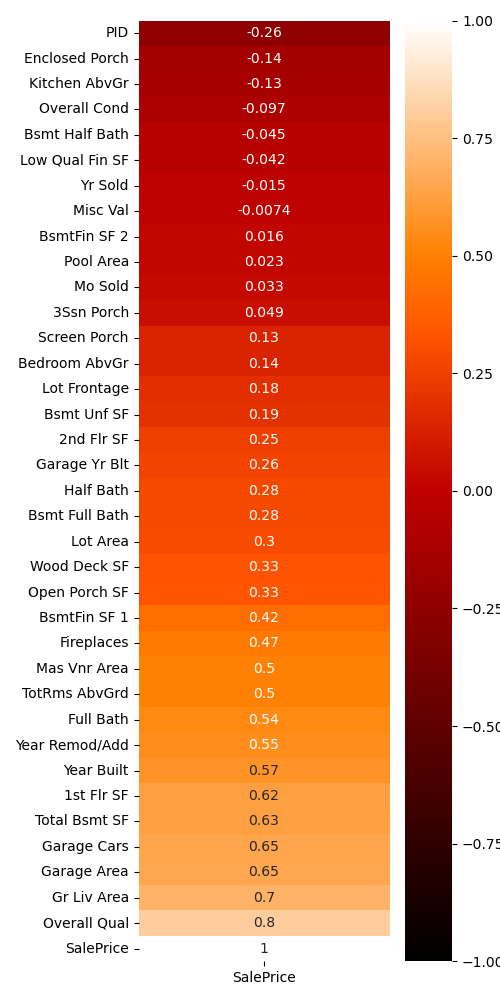 PID -0.26
Enclosed Porch -0.14
Kitchen AbvGr -0.13
Overall Cond -0.097
Bsmt Half Bath -0.045
Low Qual Fin SF -0.042
Yr Sold -0.015
Misc Val -0.0074
BsmtFin SF 2 0.016
Pool Area 0.023
Mo Sold 0.033
3Ssn Porch 0.049
Screen Porch 0.13
Bedroom AbvGr 0.14
Lot Frontage 0.18
Bsmt Unf SF 0.19
2nd Flr SF 0.25
Garage Yr Blt 0.26
Half Bath 0.28
Bsmt Full Bath 0.28
Lot Area 0.3
Wood Deck SF 0.33
Open Porch SF 0.33
BsmtFin SF 1 0.42
Fireplaces 0.47
Mas Vnr Area 0.5
TotRms AbvGrd 0.5
Full Bath 0.54
Year Remod/Add 0.55
Year Built 0.57
1st Flr SF 0.62
Total Bsmt SF 0.63
Garage Cars 0.65
Garage Area 0.65
Gr Liv Area 0.7
Overall Qual 0.8
SalePrice 1
SalePrice
1.00
0.75
0.50
0.25
0.00
−0.25
−0.50
−0.75
−1.00